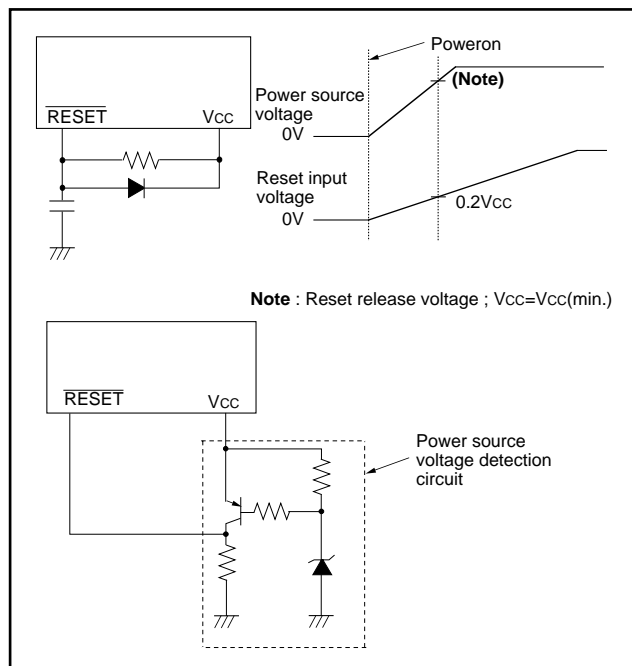 RESET
VCC
Poweron
(Note)
Power source
voltage
0V
Reset input
voltage
0V
0.2VCC
Note : Reset release voltage ; VCC=VCC(min.)
RESET
VCC
Power source
voltage detection
circuit